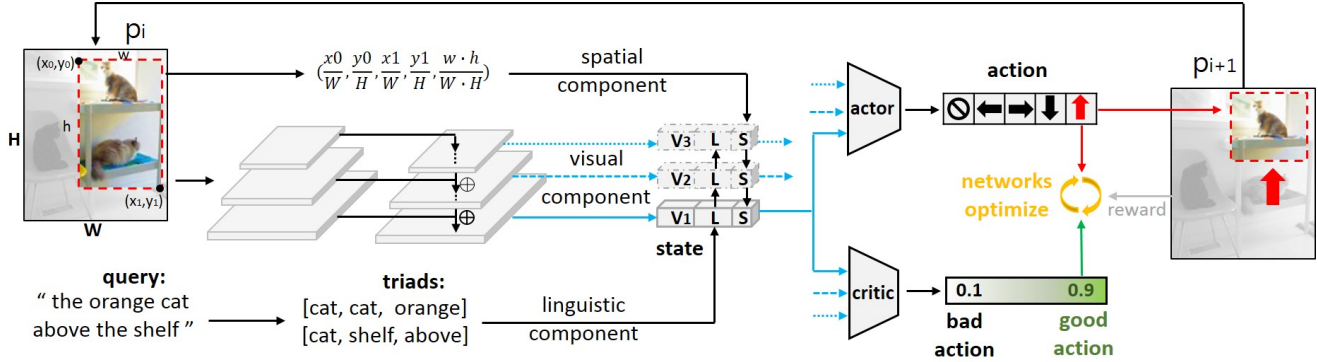 pᵢ
w
(x₀,y₀)
h
H
(x₁,y₁)
W
(x0/W, y0/H, x1/W, y1/H, w · h/W · H)
spatial
component
visual
component
V₃ L S
V₂ L S
V₁ L S
state
query:
“ the orange cat
above the shelf ”
triads:
[cat, cat, orange]
[cat, shelf, above]
linguistic
component
actor
critic
action
networks
optimize
reward
0.1 0.9
bad
action
good
action
pᵢ₊₁